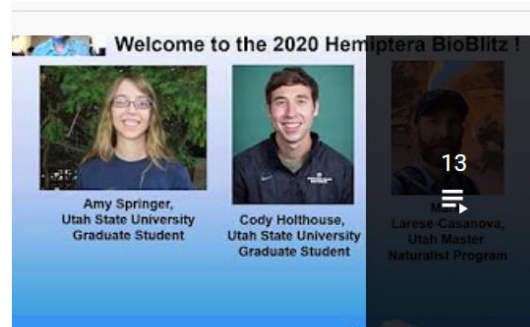 Welcome to the 2020 Hemiptera BioBlitz !
13
Amy Springer,
Utah State University
Graduate Student
Cody Holthouse,
Utah State University
Graduate Student
Larese-Casanova,
Utah Master
Naturalist Program